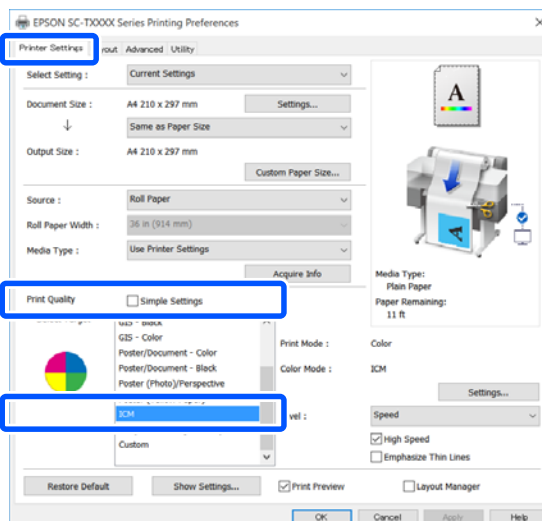 EPSON SC-TXXXX Series Printing Preferences
Printer Settings yout Advanced Utility
Select Setting : Current Settings
Document Size : A4 210 x 297 mm Settings...
Same as Paper Size
Output Size : A4 210 x 297 mm
Custom Paper Size...
Source : Roll Paper
Roll Paper Width : 36 in (914 mm)
Media Type : Use Printer Settings
Acquire Info
A
Media Type:
Plain Paper
Paper Remaining:
11 ft
Print Quality Simple Settings
GIS - Black
GIS - Color
Poster/Document - Color
Poster/Document - Black
Poster (Photo)/Perspective
ICM
Custom
Print Mode : Color
Color Mode : ICM
Settings...
vel : Speed
High Speed
Emphasize Thin Lines
Restore Default Show Settings... Print Preview Layout Manager
OK Cancel Apply Help